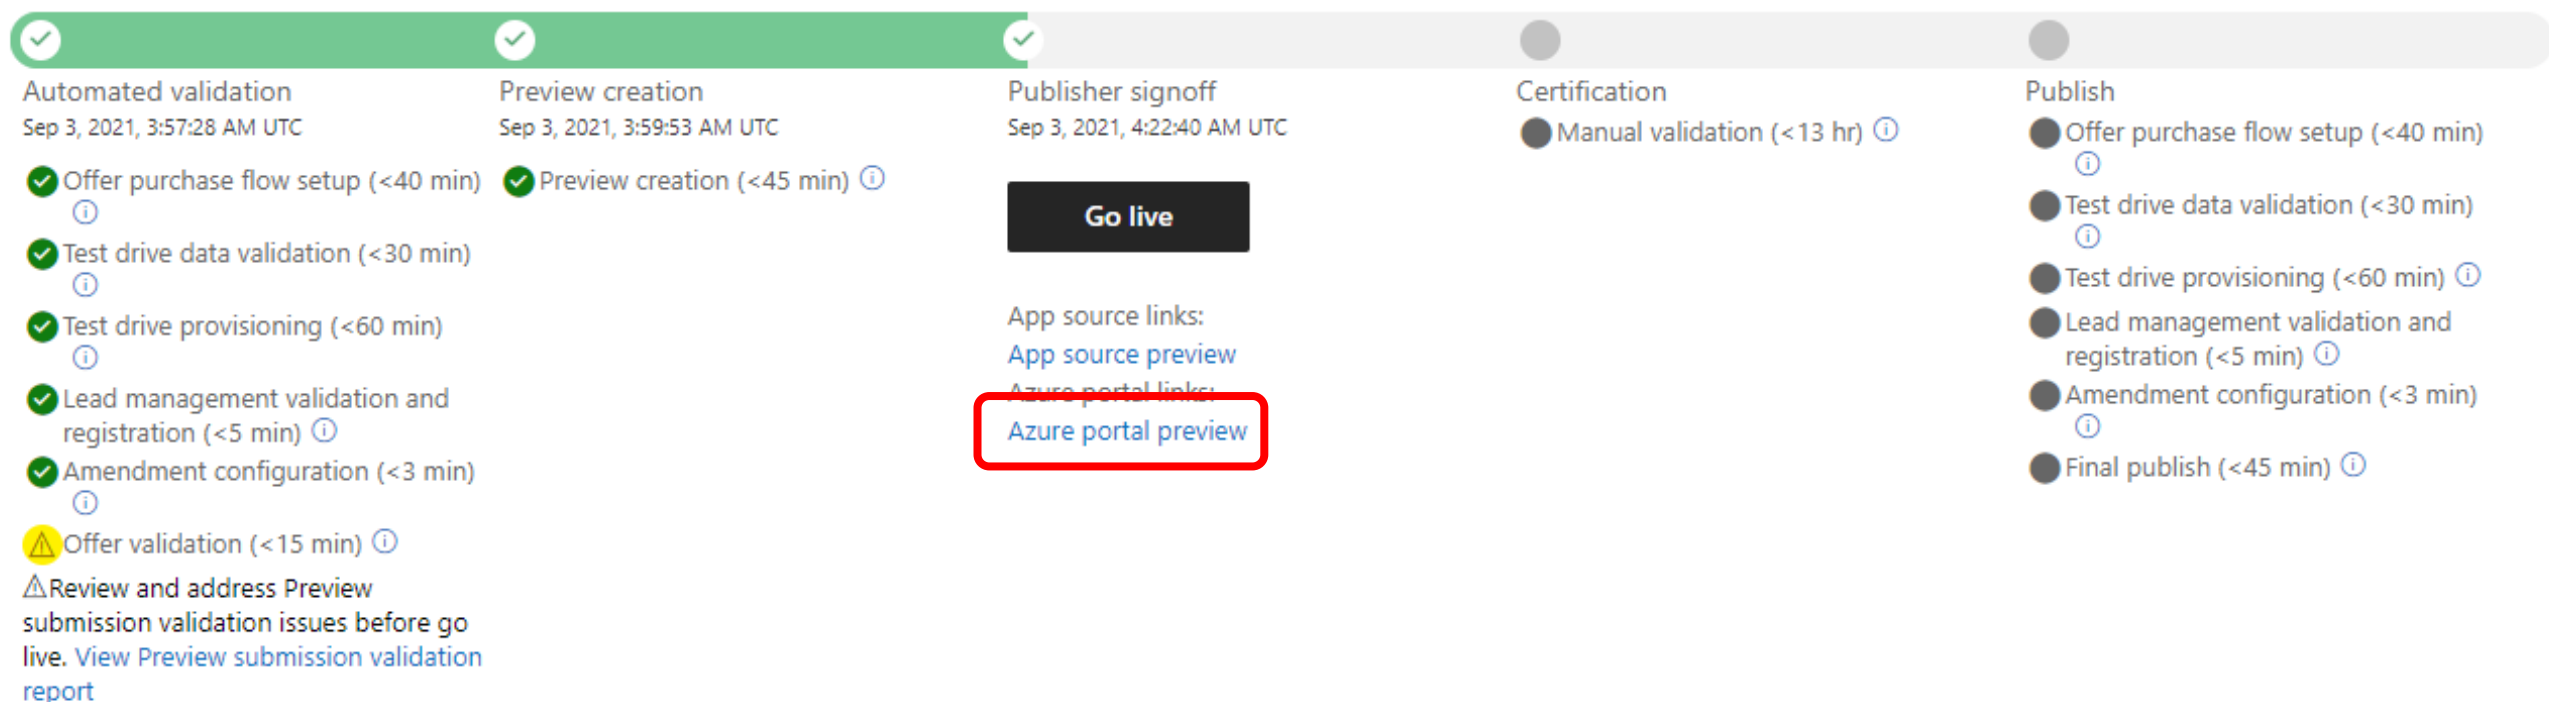 Automated validation
Sep 3, 2021, 3:57:28 AM UTC
Offer purchase flow setup (<40 min)
Test drive data validation (<30 min)
Test drive provisioning (<60 min)
Lead management validation and
registration (<5 min)
Amendment configuration (<3 min)
Offer validation (<15 min)
Review and address Preview
submission validation issues before go
live. View Preview submission validation
report
Preview creation
Sep 3, 2021, 3:59:53 AM UTC
Preview creation (<45 min)
Publisher signoff
Sep 3, 2021, 4:22:40 AM UTC
Go live
App source links:
App source preview
Azure portal links:
Azure portal preview
Certification
Manual validation (<13 hr)
Publish
Offer purchase flow setup (<40 min)
Test drive data validation (<30 min)
Test drive provisioning (<60 min)
Lead management validation and
registration (<5 min)
Amendment configuration (<3 min)
Final publish (<45 min)